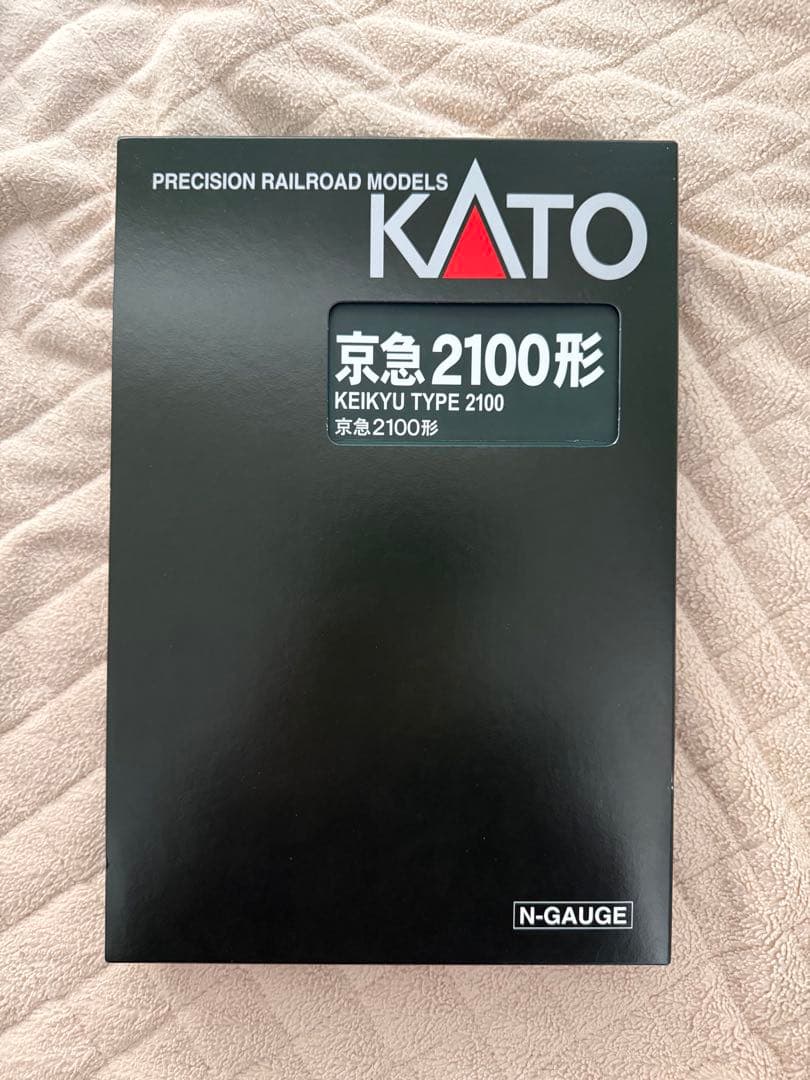 PRECISION RAILROAD MODELS
KATO
京急2100形
KEIKYU TYPE 2100
京急2100形
N-GAUGE